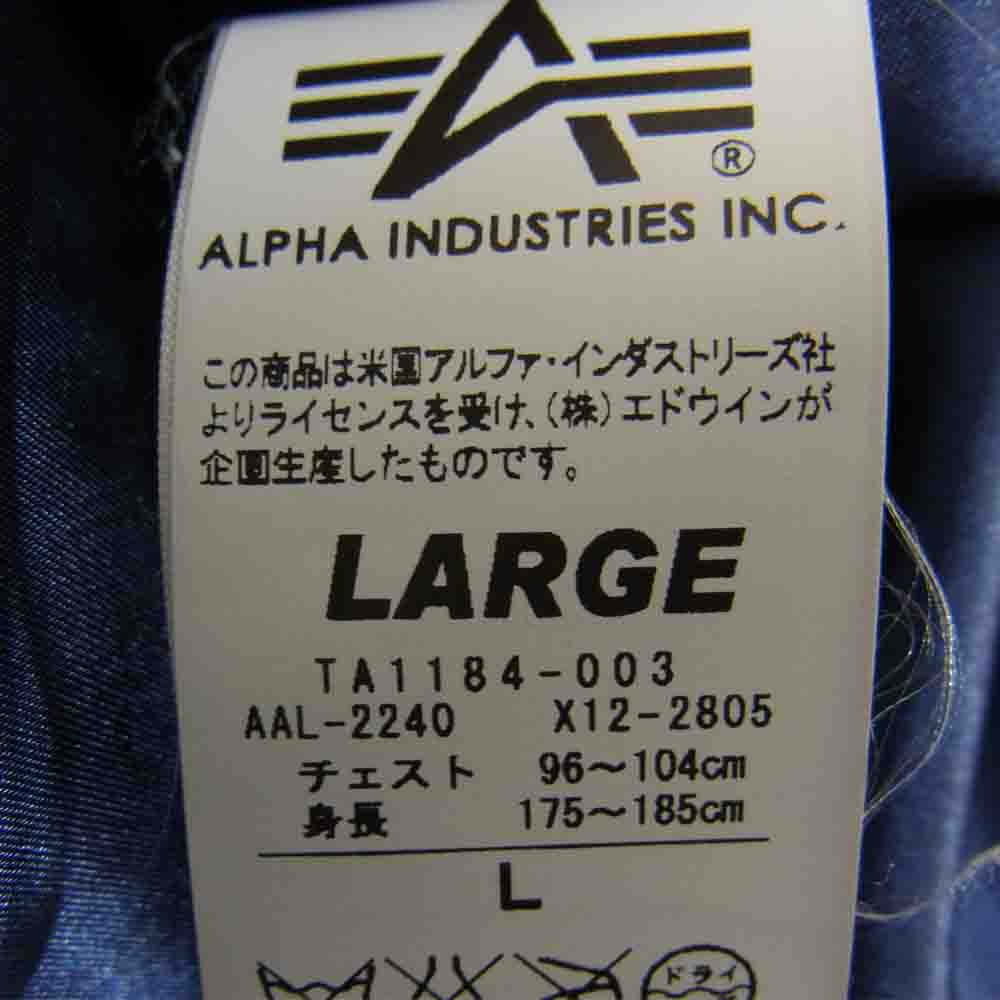 ®
ALPHA INDUSTRIES INC.
この商品は米国アルファ・インダストリーズ社
よりライセンスを受け、(株)エドウインが
企画生産したものです。
LARGE
TA1184-003
AAL-2240 X12-2805
チェスト 96～104cm
身長 175～185cm
L
ドライ